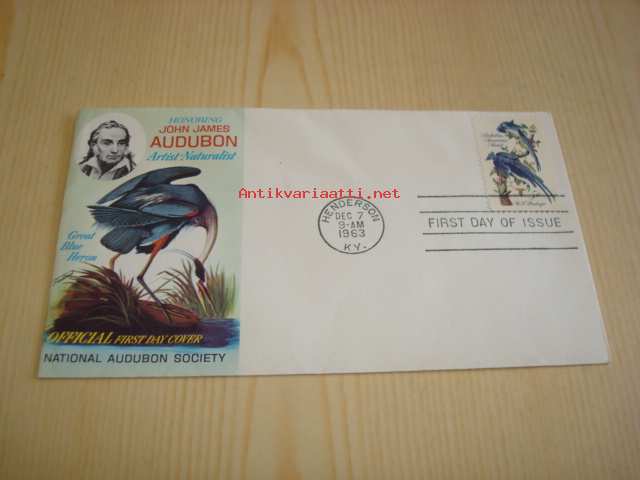 HONORING
JOHN JAMES
AUDUBON
Artist-Naturalist
Great
Blue
Heron
OFFICIAL FIRST DAY COVER
NATIONAL AUDUBON SOCIETY
Antikvariaatti.net
HENDERSON
DEC 7
9-AM
1963
KY.
FIRST DAY OF ISSUE
U.S. Postage